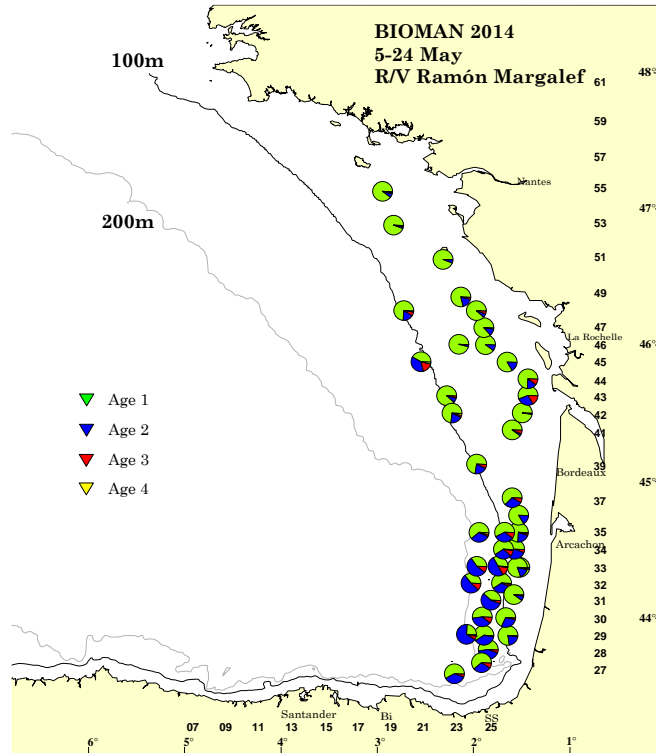 BIOMAN 2014
5-24 May
R/V Ramón Margalef
100m
48°
61
59
57
Nantes
55
47°
200m
53
51
49
47
La Rochelle
46
46°
45
44
Age 1
43
42
Age 2
41
39
Age 3
Bordeaux
45°
Age 4
37
35
Arcachon
34
33
32
31
44°
30
29
28
27
Santander
Bi
SS
07 09 11 13 15 17 19 21 23 25
6° 5° 4° 3° 2° 1°